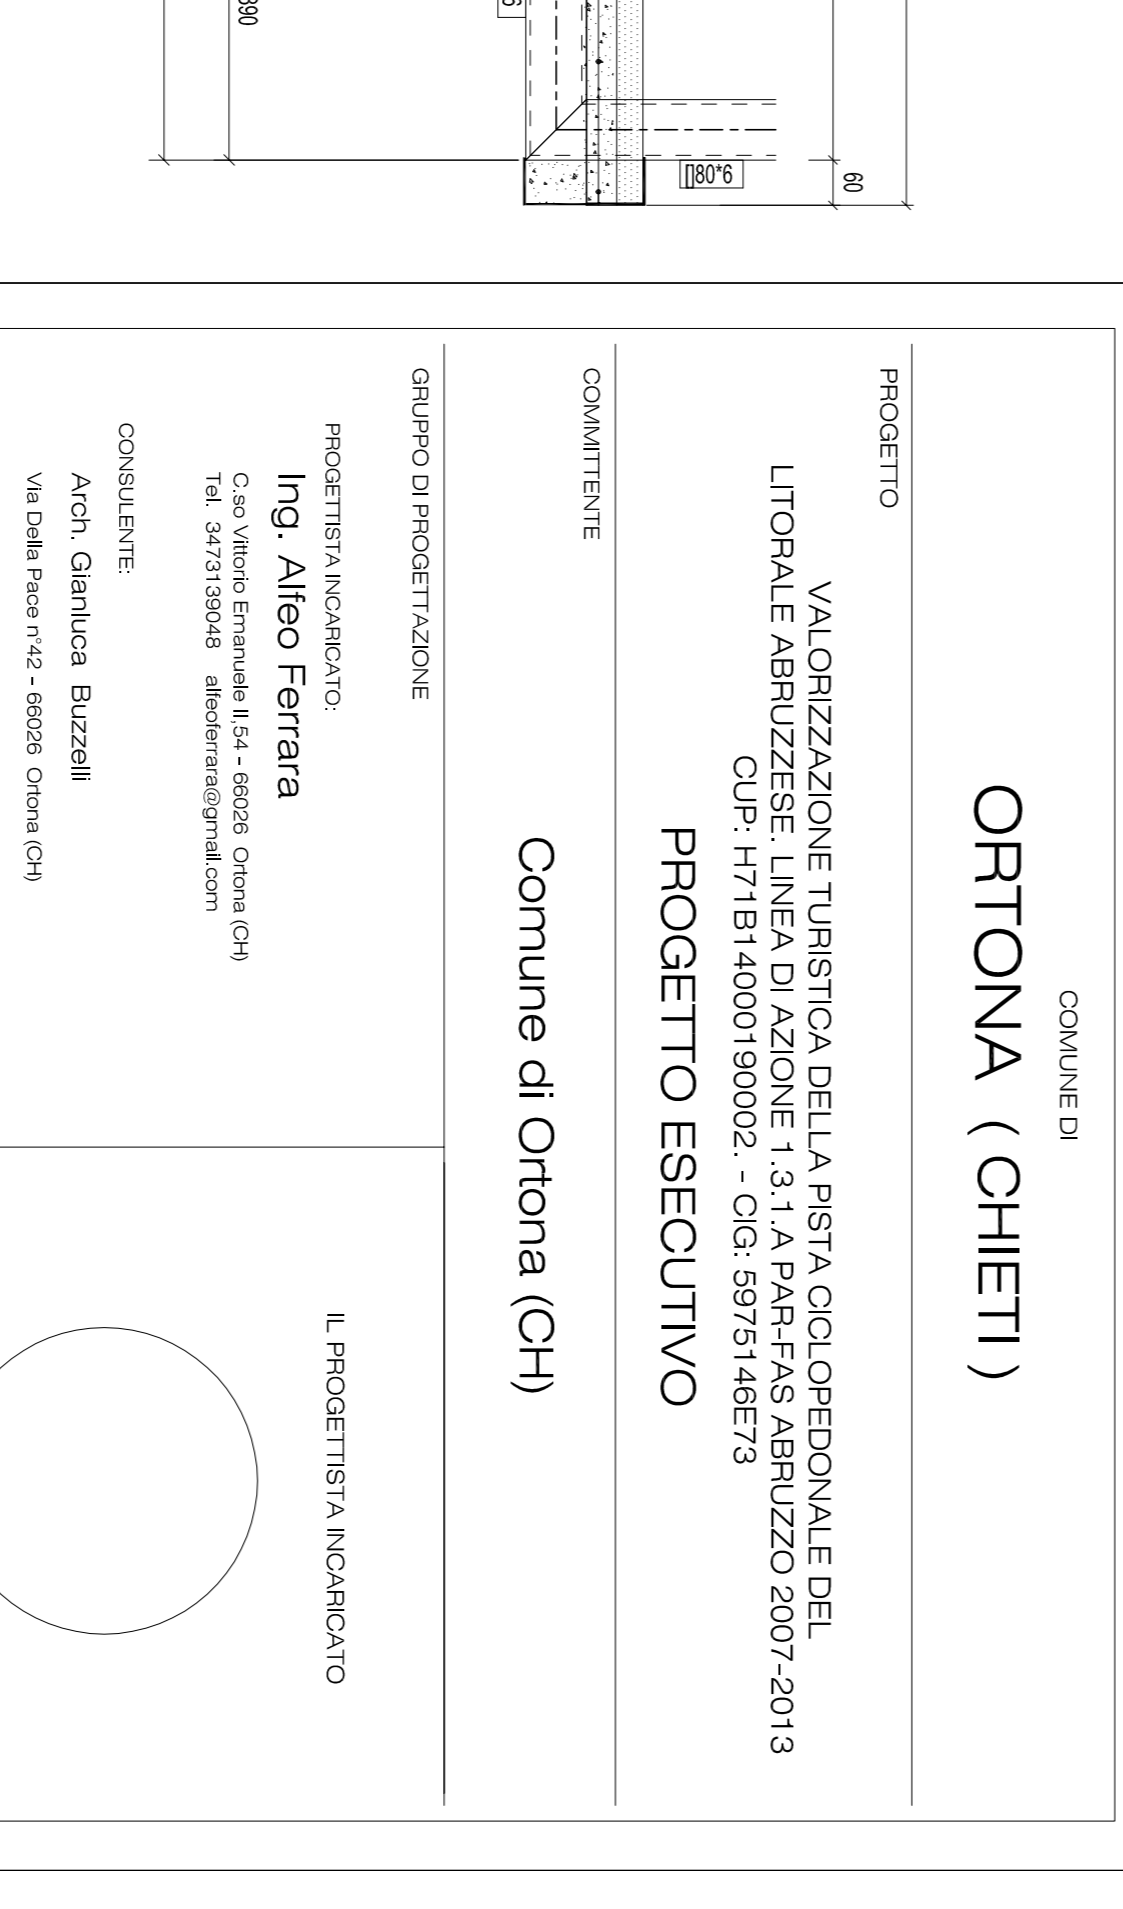 COMUNE DI
ORTONA ( CHIETI )
PROGETTO
VALORIZZAZIONE TURISTICA DELLA PISTA CICLOPEDONALE DEL
LITORALE ABRUZZESE. LINEA DI AZIONE 1.3.1.A PAR-FAS ABRUZZO 2007-2013
CUP: H71B14000190002. - CIG: 5975146E73
PROGETTO ESECUTIVO
COMMITTENTE
Comune di Ortona (CH)
GRUPPO DI PROGETTAZIONE
PROGETTISTA INCARICATO:
Ing. Alfeo Ferrara
C.so Vittorio Emanuele II,54 - 66026 Ortona (CH)
Tel. 3473139048 alfeoferrara@gmail.com
CONSULENTE:
Arch. Gianluca Buzzelli
Via Della Pace n°42 - 66026 Ortona (CH)
IL PROGETTISTA INCARICATO
60
80*6